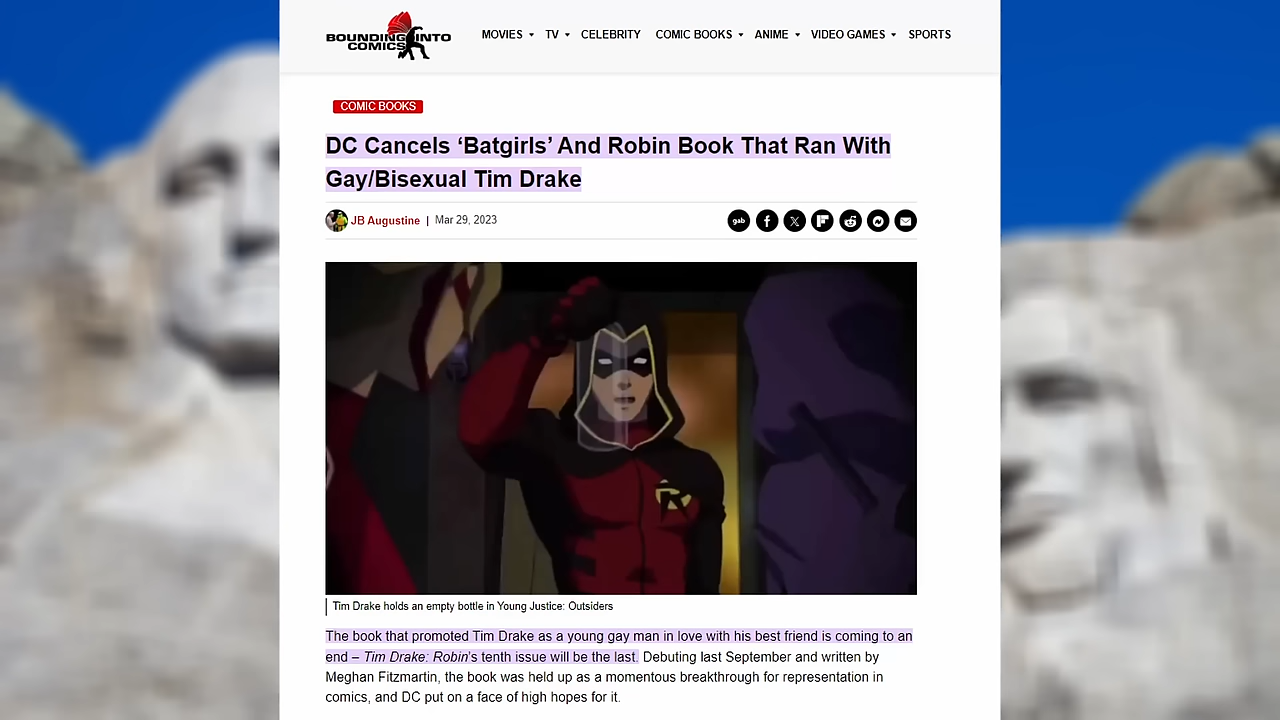 BOUNDING INTO
COMICS
MOVIES TV CELEBRITY COMIC BOOKS ANIME VIDEO GAMES SPORTS
COMIC BOOKS
DC Cancels ‘Batgirls’ And Robin Book That Ran With
Gay/Bisexual Tim Drake
JB Augustine | Mar 29, 2023
gab
Tim Drake holds an empty bottle in Young Justice: Outsiders
The book that promoted Tim Drake as a young gay man in love with his best friend is coming to an
end – Tim Drake: Robin’s tenth issue will be the last. Debuting last September and written by
Meghan Fitzmartin, the book was held up as a momentous breakthrough for representation in
comics, and DC put on a face of high hopes for it.